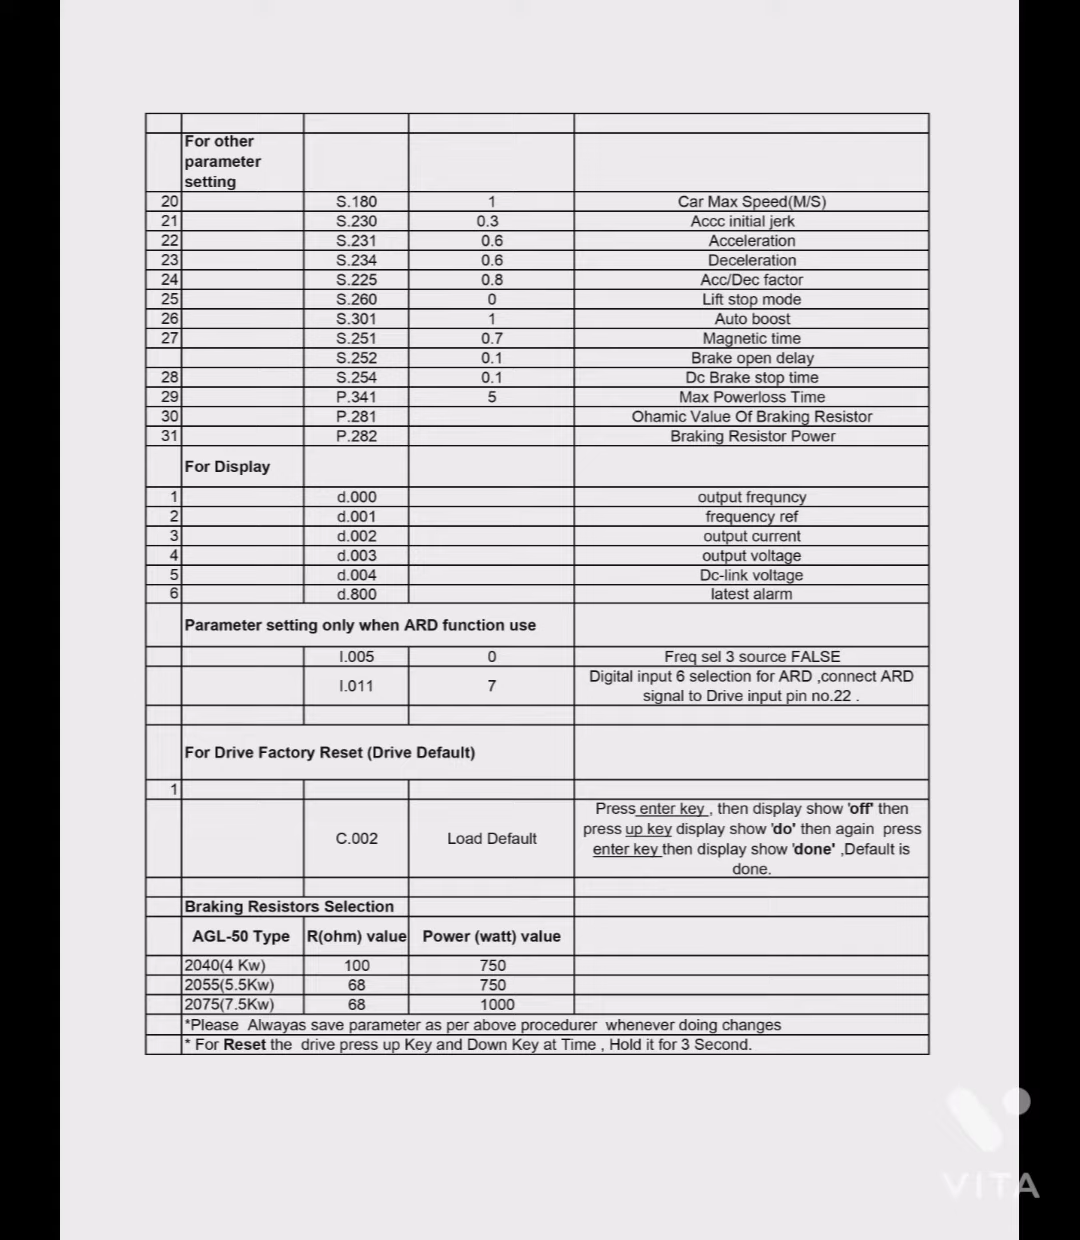 For other
parameter
setting
20 S.180 1 Car Max Speed(M/S)
21 S.230 0.3 Accc initial jerk
22 S.231 0.6 Acceleration
23 S.234 0.6 Deceleration
24 S.225 0.8 Acc/Dec factor
25 S.260 0 Lift stop mode
26 S.301 1 Auto boost
27 S.251 0.7 Magnetic time
S.252 0.1 Brake open delay
28 S.254 0.1 Dc Brake stop time
29 P.341 5 Max Powerloss Time
30 P.281 Ohamic Value Of Braking Resistor
31 P.282 Braking Resistor Power
For Display
1 d.000 output frequncy
2 d.001 frequency ref
3 d.002 output current
4 d.003 output voltage
5 d.004 Dc-link voltage
6 d.800 latest alarm
Parameter setting only when ARD function use
I.005 0 Freq sel 3 source FALSE
I.011 7 Digital input 6 selection for ARD ,connect ARD
signal to Drive input pin no.22 .
For Drive Factory Reset (Drive Default)
1
C.002 Load Default Press enter key , then display show 'off' then
press up key display show 'do' then again press
enter key then display show 'done' ,Default is
done.
Braking Resistors Selection
AGL-50 Type R(ohm) value Power (watt) value
2040(4 Kw) 100 750
2055(5.5Kw) 68 750
2075(7.5Kw) 68 1000
*Please Alwayas save parameter as per above procedurer whenever doing changes
* For Reset the drive press up Key and Down Key at Time , Hold it for 3 Second.
VITA